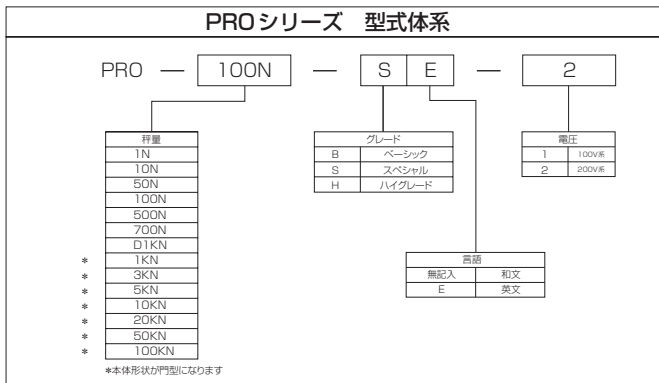 PROシリーズ 型式体系
PRO — 100N — S E — 2
秤量
1N
10N
50N
100N
500N
700N
D1KN
* 1KN
* 3KN
* 5KN
* 10KN
* 20KN
* 50KN
* 100KN
*本体形状が門型になります
グレード
B ベーシック
S スペシャル
H ハイグレード
電圧
1 100V系
2 200V系
言語
無記入 和文
E 英文